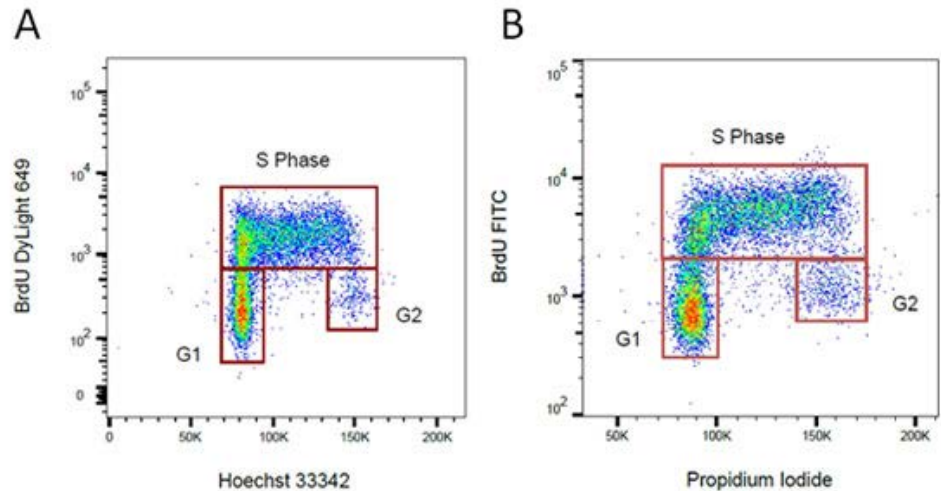 A
BrdU DyLight 649
10^5
10^4
10^3
10^2
0
S Phase
G1
G2
0
50K
100K
150K
200K
Hoechst 33342
B
BrdU FITC
10^5
10^4
10^3
10^2
S Phase
G1
G2
50K
100K
150K
200K
Propidium Iodide